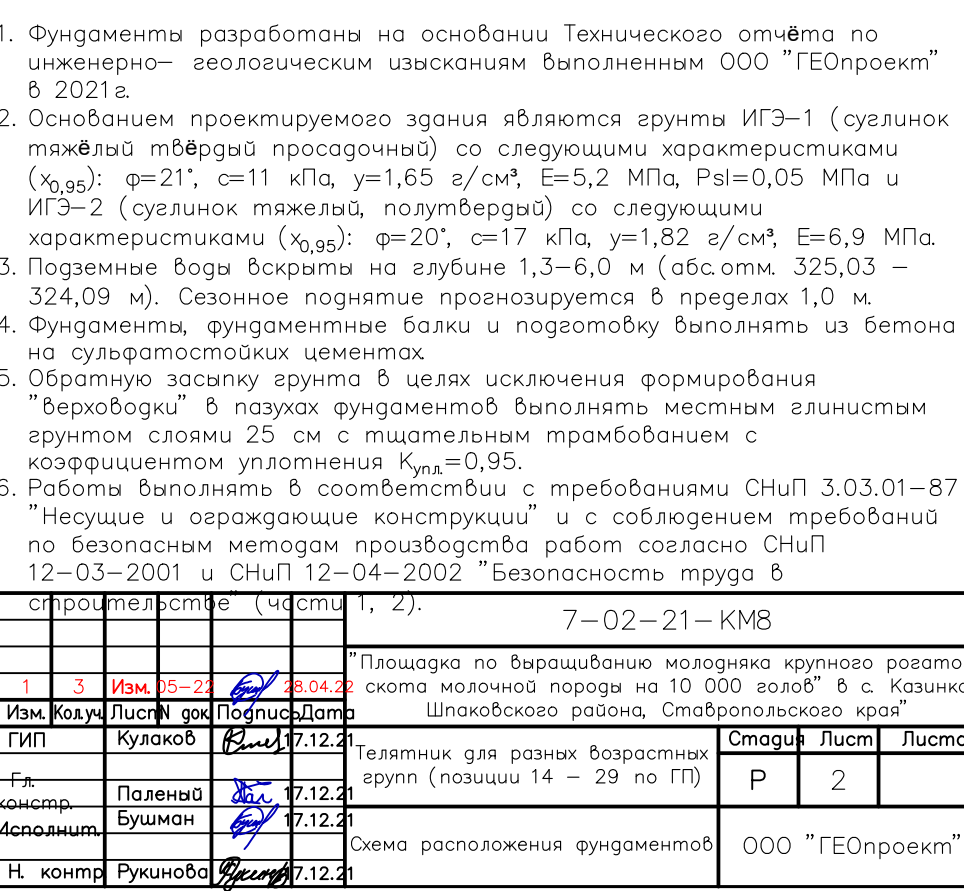 1. Фундаменты разработаны на основании Технического отчёта по
инженерно– геологическим изысканиям выполненным ООО "ГЕОпроект"
в 2021г.
2. Основанием проектируемого здания являются грунты ИГЭ–1 (суглинок
тяжёлый твёрдый просадочный) со следующими характеристиками
(x0,95): φ=21°, c=11 кПа, y=1,65 г/см³, E=5,2 МПа, Psl=0,05 МПа и
ИГЭ–2 (суглинок тяжелый, полутвердый) со следующими
характеристиками (x0,95): φ=20°, c=17 кПа, y=1,82 г/см³, E=6,9 МПа.
3. Подземные воды вскрыты на глубине 1,3–6,0 м (абс.отм. 325,03 –
324,09 м). Сезонное поднятие прогнозируется в пределах 1,0 м.
4. Фундаменты, фундаментные балки и подготовку выполнять из бетона
на сульфатостойких цементах.
5. Обратную засыпку грунта в целях исключения формирования
"верховодки" в пазухах фундаментов выполнять местным глинистым
грунтом слоями 25 см с тщательным трамбованием с
коэффициентом уплотнения Kупл.=0,95.
6. Работы выполнять в соответствии с требованиями СНиП 3.03.01–87
"Несущие и ограждающие конструкции" и с соблюдением требований
по безопасным методам производства работ согласно СНиП
12–03–2001 и СНиП 12–04–2002 "Безопасность труда в
строительстве" (части 1, 2).
7–02–21–КМ8
"Площадка по выращиванию молодняка крупного рогато
скота молочной породы на 10 000 голов" в с. Казинка
Шпаковского района, Ставропольского края"
1 3 Изм. 05–22 28.04.22
Изм. Кол.уч Лист N док Подпись Дата
ГИП Кулаков 17.12.21
Гл. констр. Паленый 17.12.21
Исполнит. Бушман 17.12.21
Н. контр Рукинова 17.12.21
Телятник для разных возрастных
групп (позиции 14 – 29 по ГП)
Стадия Лист Листо
Р 2
Схема расположения фундаментов
ООО "ГЕОпроект"